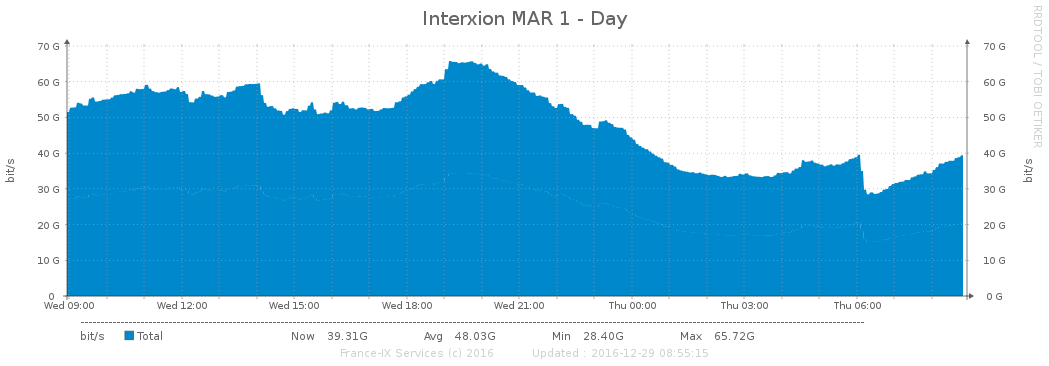 Interxion MAR 1 - Day
RRDTOOL / TOBI OETIKER
70 G 70 G
60 G 60 G
50 G 50 G
40 G 40 G
30 G 30 G
20 G 20 G
10 G 10 G
0 0 G
bit/s bit/s
Wed 09:00 Wed 12:00 Wed 15:00 Wed 18:00 Wed 21:00 Thu 00:00 Thu 03:00 Thu 06:00
bit/s Total Now 39.31G Avg 48.03G Min 28.40G Max 65.72G
France-IX Services (c) 2016 Updated : 2016-12-29 08:55:15